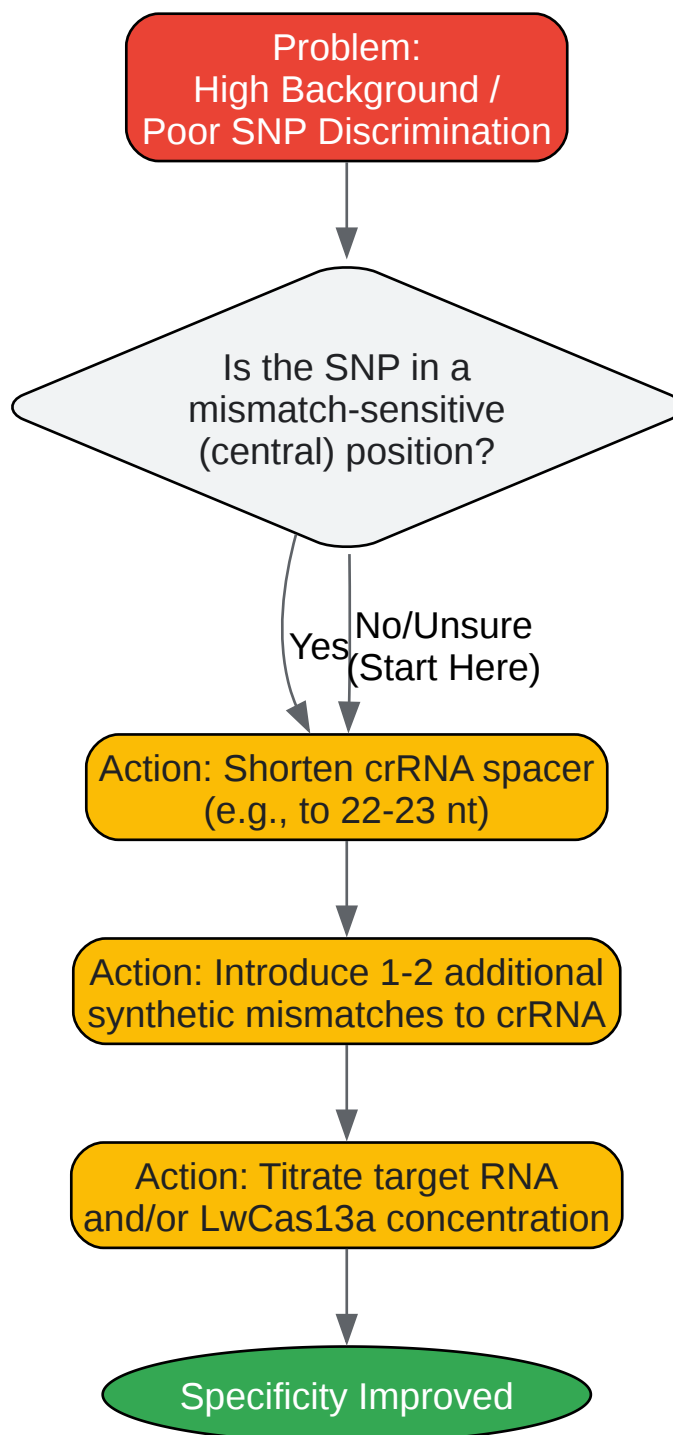 Problem:
High Background /
Poor SNP Discrimination
Is the SNP in a
mismatch-sensitive
(central) position?
Yes
No/Unsure
(Start Here)
Action: Shorten crRNA spacer
(e.g., to 22-23 nt)
Action: Introduce 1-2 additional
synthetic mismatches to crRNA
Action: Titrate target RNA
and/or LwCas13a concentration
Specificity Improved